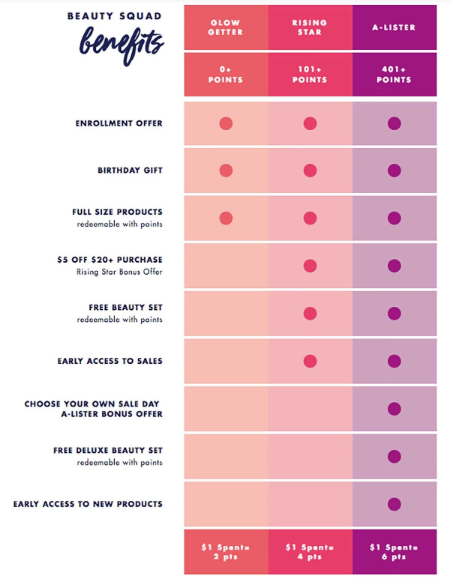 BEAUTY SQUAD
benefits
GLOW
GETTER
RISING
STAR
A-LISTER
0+
POINTS
101+
POINTS
401+
POINTS
ENROLLMENT OFFER
BIRTHDAY GIFT
FULL SIZE PRODUCTS
redeemable with points
$5 OFF $20+ PURCHASE
Rising Star Bonus Offer
FREE BEAUTY SET
redeemable with points
EARLY ACCESS TO SALES
CHOOSE YOUR OWN SALE DAY
A-LISTER BONUS OFFER
FREE DELUXE BEAUTY SET
redeemable with points
EARLY ACCESS TO NEW PRODUCTS
$1 Spent=
2 pts
$1 Spent=
4 pts
$1 Spent=
6 pts